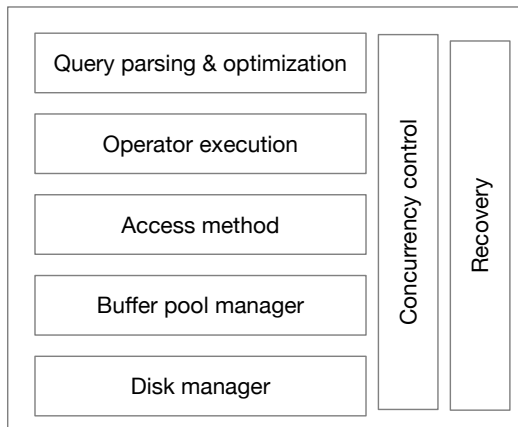 Query parsing & optimization
Operator execution
Access method
Buffer pool manager
Disk manager
Concurrency control
Recovery